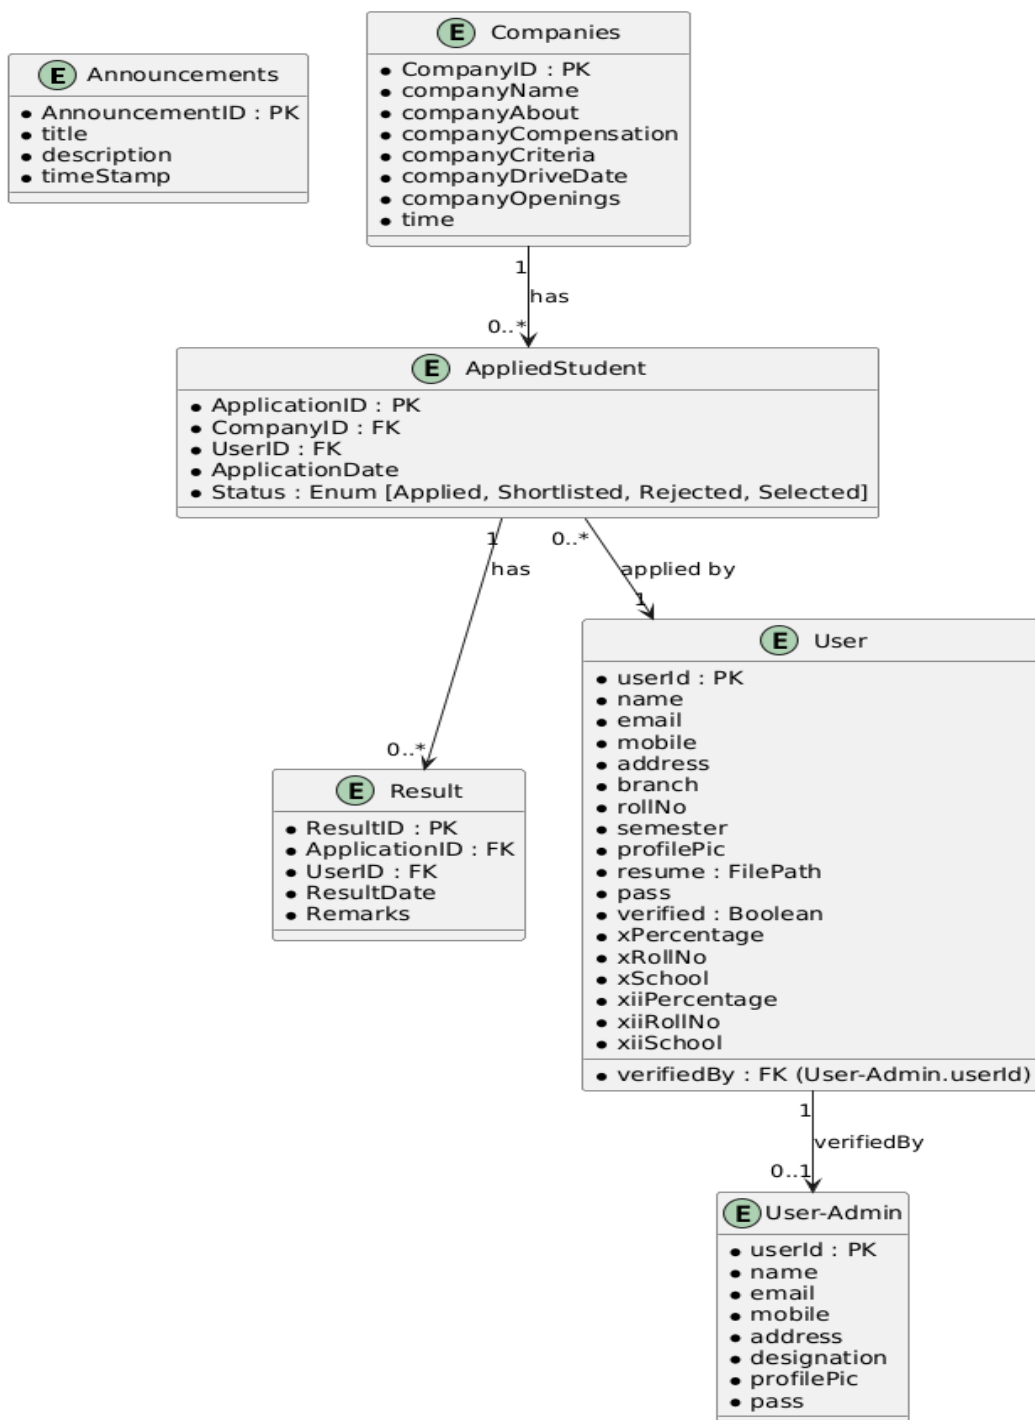 E Announcements
AnnouncementID : PK
title
description
timeStamp
E Companies
CompanyID : PK
companyName
companyAbout
companyCompensation
companyCriteria
companyDriveDate
companyOpenings
time
1
has
0..*
E AppliedStudent
ApplicationID : PK
CompanyID : FK
UserID : FK
ApplicationDate
Status : Enum [Applied, Shortlisted, Rejected, Selected]
1
has
0..*
0..*
applied by
1
E Result
ResultID : PK
ApplicationID : FK
UserID : FK
ResultDate
Remarks
E User
userId : PK
name
email
mobile
address
branch
rollNo
semester
profilePic
resume : FilePath
pass
verified : Boolean
xPercentage
xRollNo
xSchool
xiiPercentage
xiiRollNo
xiiSchool
verifiedBy : FK (User-Admin.userId)
1
verifiedBy
0..1
E User-Admin
userId : PK
name
email
mobile
address
designation
profilePic
pass